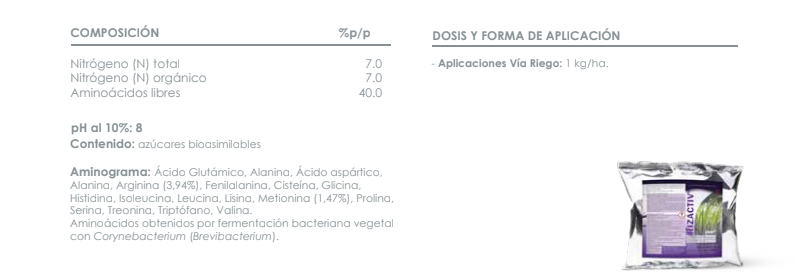 COMPOSICIÓN %p/p
Nitrógeno (N) total 7.0
Nitrógeno (N) orgánico 7.0
Aminoácidos libres 40.0
pH al 10%: 8
Contenido: azúcares bioasimilables
Aminograma: Ácido Glutámico, Alanina, Ácido aspártico,
Alanina, Arginina (3,94%), Fenilalanina, Cisteína, Glicina,
Histidina, Isoleucina, Leucina, Lisina, Metionina (1,47%), Prolina,
Serina, Treonina, Triptófano, Valina.
Aminoácidos obtenidos por fermentación bacteriana vegetal
con Corynebacterium (Brevibacterium).
DOSIS Y FORMA DE APLICACIÓN
- Aplicaciones Vía Riego: 1 kg/ha.